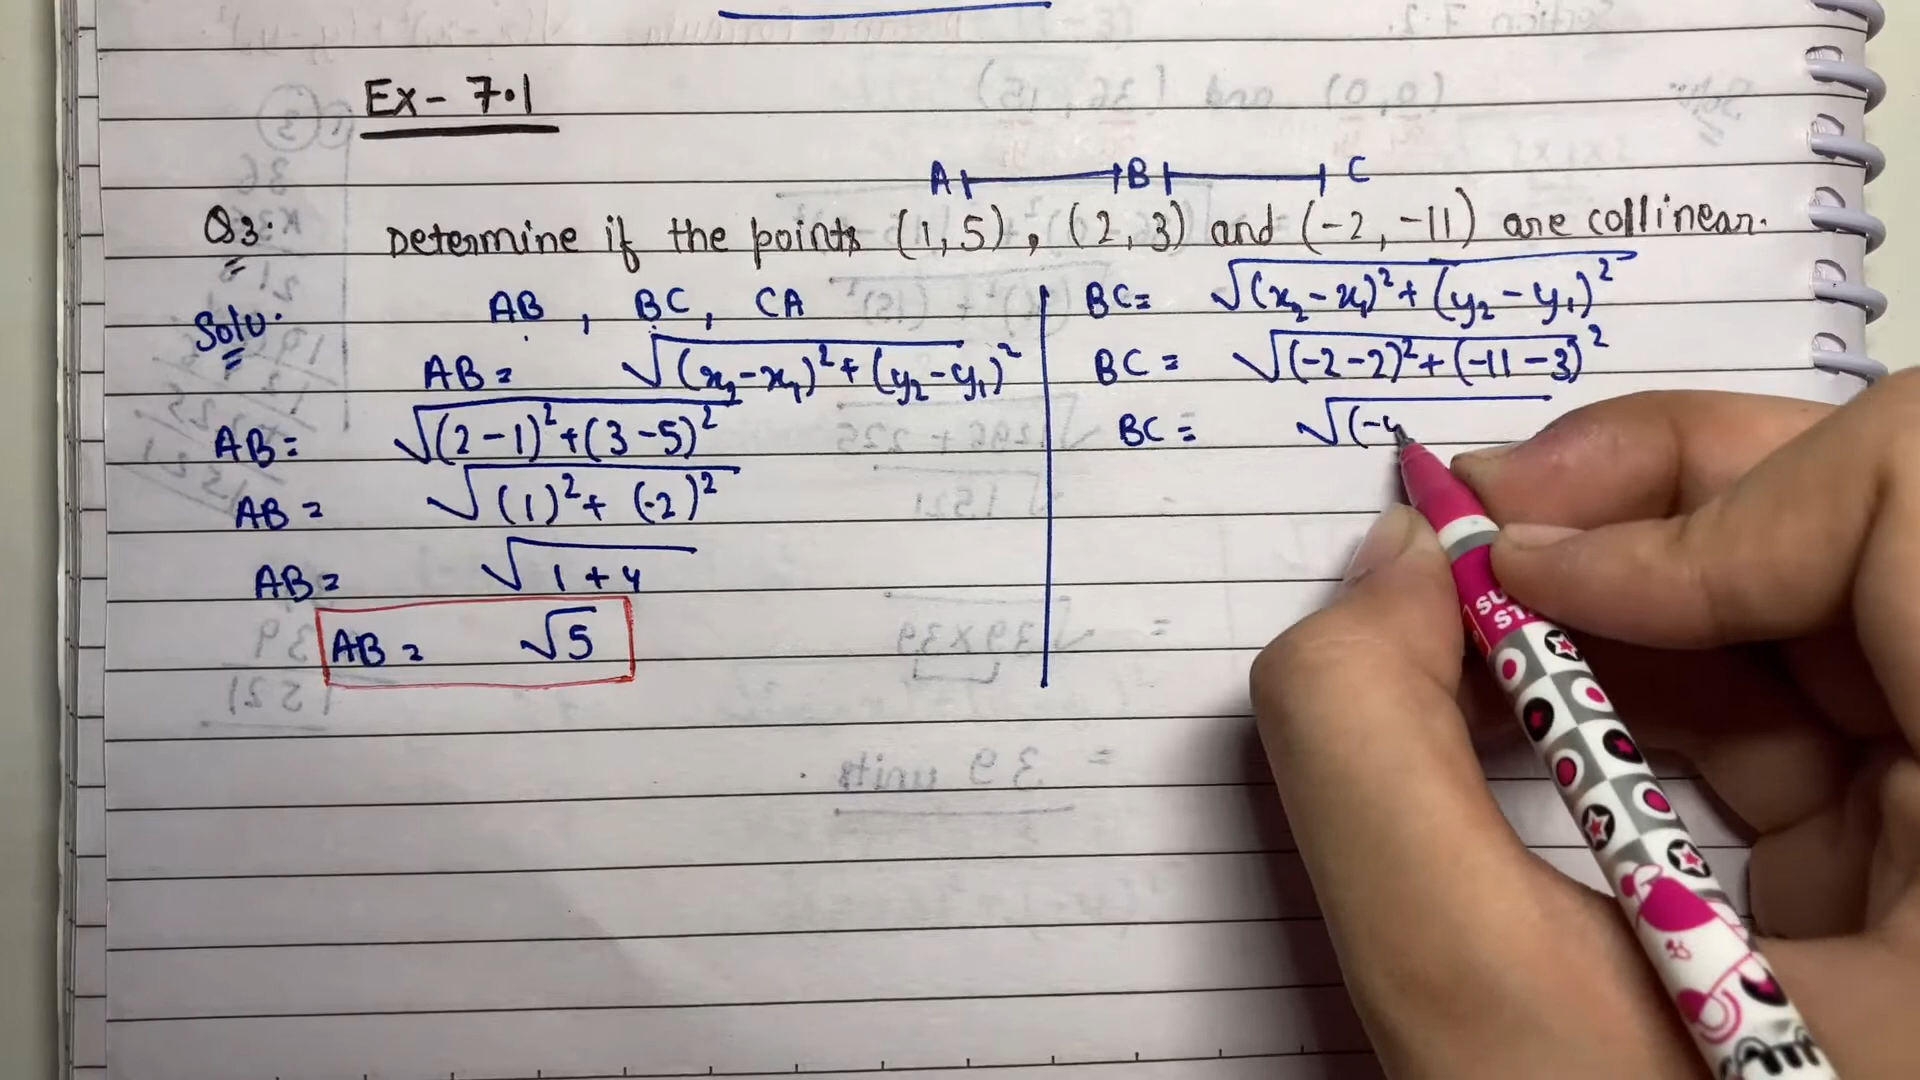 Ex- 7.1
A B C
Q3. Determine if the points (1, 5), (2, 3) and (-2, -11) are collinear.
Solu.
AB, BC, CA
AB = √(x₂-x₁)²+(y₂-y₁)²
AB = √(2-1)²+(3-5)²
AB = √(1)²+(-2)²
AB = √1+4
AB = √5
BC = √(x₂-x₁)²+(y₂-y₁)²
BC = √(-2-2)²+(-11-3)²
BC = √(-4